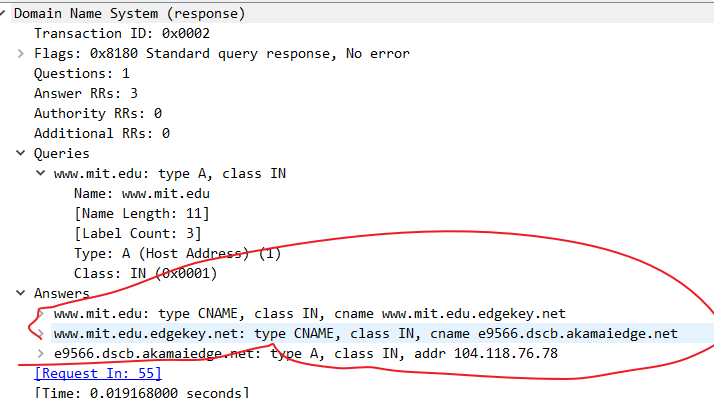 Domain Name System (response)
Transaction ID: 0x0002
Flags: 0x8180 Standard query response, No error
Questions: 1
Answer RRs: 3
Authority RRs: 0
Additional RRs: 0
Queries
www.mit.edu: type A, class IN
Name: www.mit.edu
[Name Length: 11]
[Label Count: 3]
Type: A (Host Address) (1)
Class: IN (0x0001)
Answers
www.mit.edu: type CNAME, class IN, cname www.mit.edu.edgekey.net
www.mit.edu.edgekey.net: type CNAME, class IN, cname e9566.dscb.akamaiedge.net
e9566.dscb.akamaiedge.net: type A, class IN, addr 104.118.76.78
[Request In: 55]
[Time: 0.019168000 seconds]